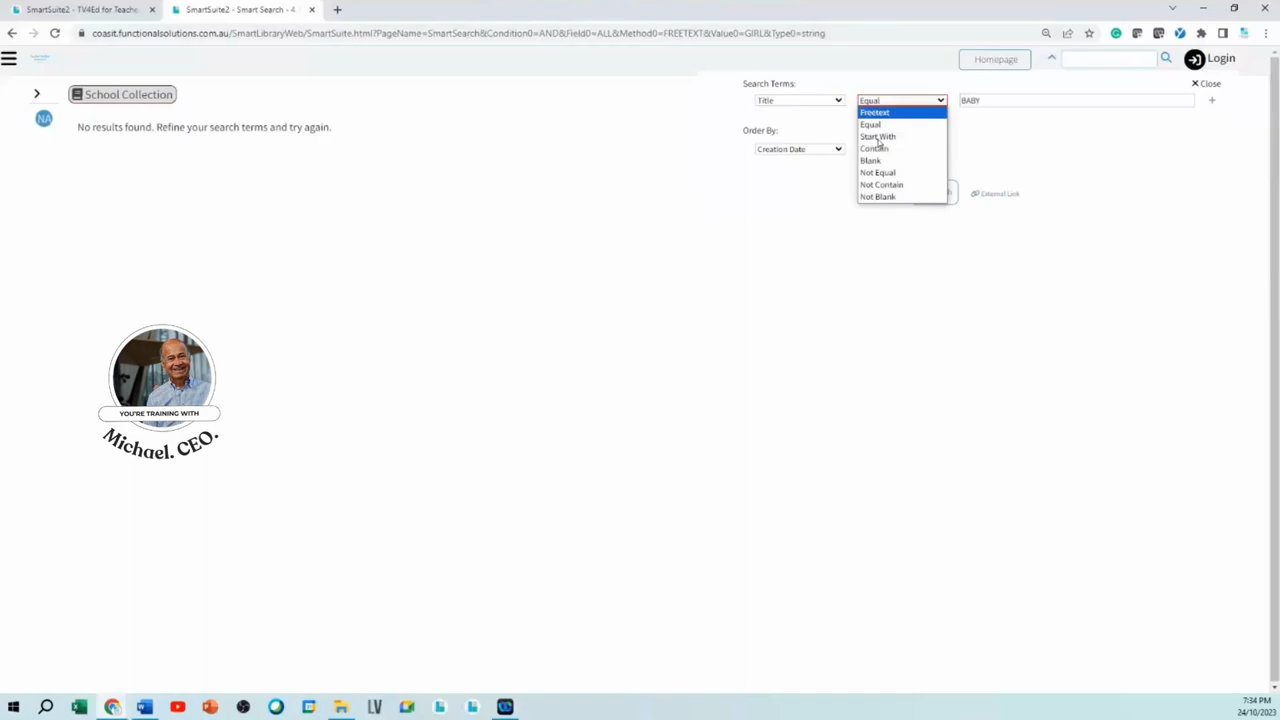 SmartSuite2 - TV4Ed for Teache
SmartSuite2 - Smart Search - 4
coasit.functionalsolutions.com.au/SmartLibraryWeb/SmartSuite.html?PageName=SmartSearch&Condition0=AND&Field0=ALL&Method0=FREETEXT&Value0=GIRL&Type0=string
Homepage
Login
School Collection
NA
No results found. Refine your search terms and try again.
Search Terms:
Close
Title
Equal
BABY
Freetext
Equal
Start With
Contain
Blank
Not Equal
Not Contain
Not Blank
Order By:
Creation Date
External Link
YOU'RE TRAINING WITH
Michael. CEO.
LV
7:34 PM
24/10/2023